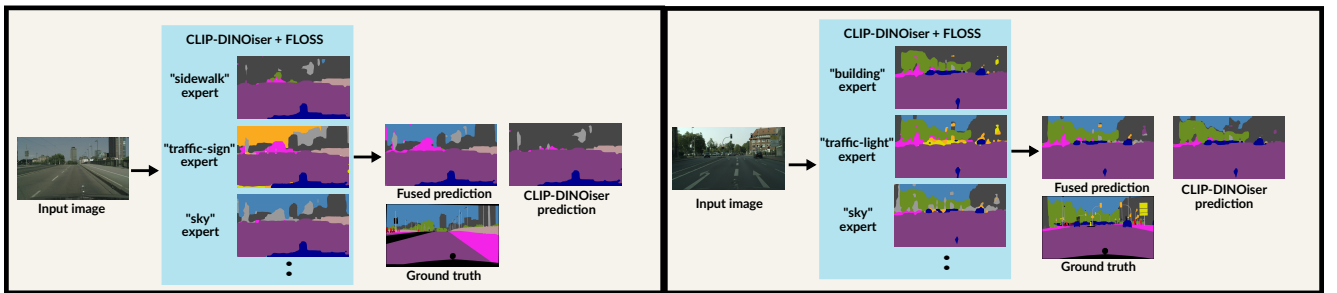 CLIP-DINOiser + FLOSS
"sidewalk"
expert
"traffic-sign"
expert
"sky"
expert
Input image
Fused prediction
CLIP-DINOiser
prediction
Ground truth
CLIP-DINOiser + FLOSS
"building"
expert
"traffic-light"
expert
"sky"
expert
Input image
Fused prediction
CLIP-DINOiser
prediction
Ground truth